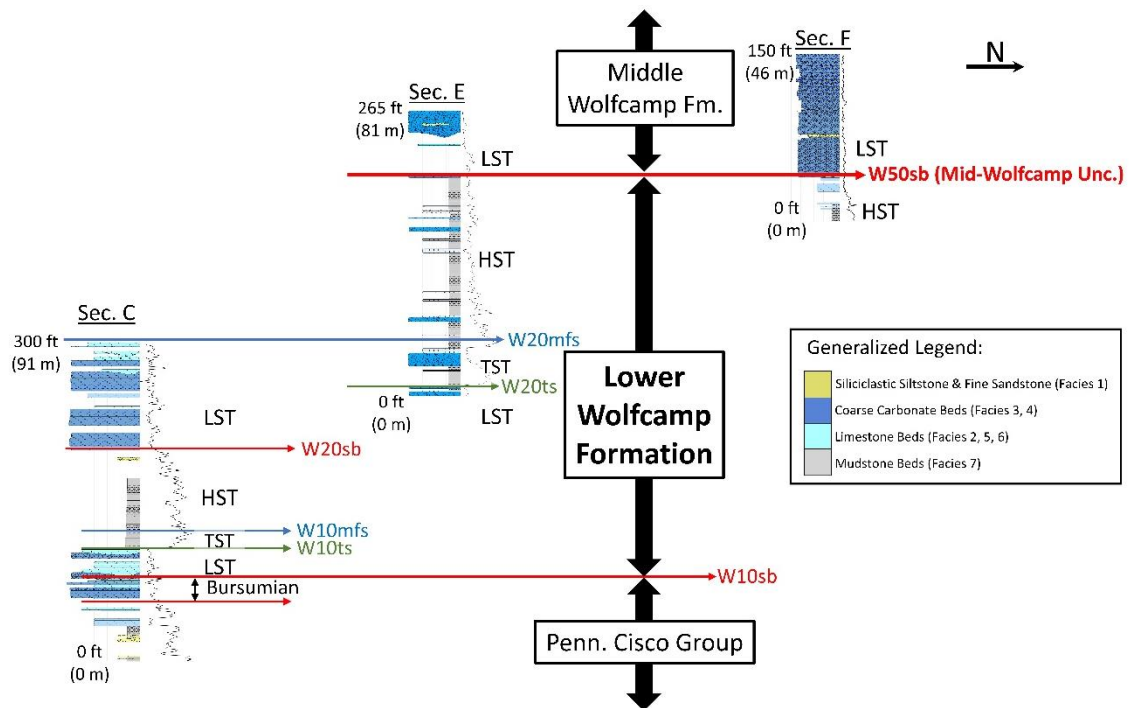 Sec. F
150 ft
(46 m)
N
Middle
Wolfcamp Fm.
Sec. E
265 ft
(81 m)
LST
LST
W50sb (Mid-Wolfcamp Unc.)
0 ft
(0 m)
HST
HST
Sec. C
300 ft
(91 m)
W20mfs
TST
W20ts
0 ft
(0 m)
LST
Lower
Wolfcamp
Formation
Generalized Legend:
Siliciclastic Siltstone & Fine Sandstone (Facies 1)
Coarse Carbonate Beds (Facies 3, 4)
Limestone Beds (Facies 2, 5, 6)
Mudstone Beds (Facies 7)
LST
W20sb
HST
W10mfs
TST
W10ts
LST
W10sb
Bursumian
0 ft
(0 m)
Penn. Cisco Group